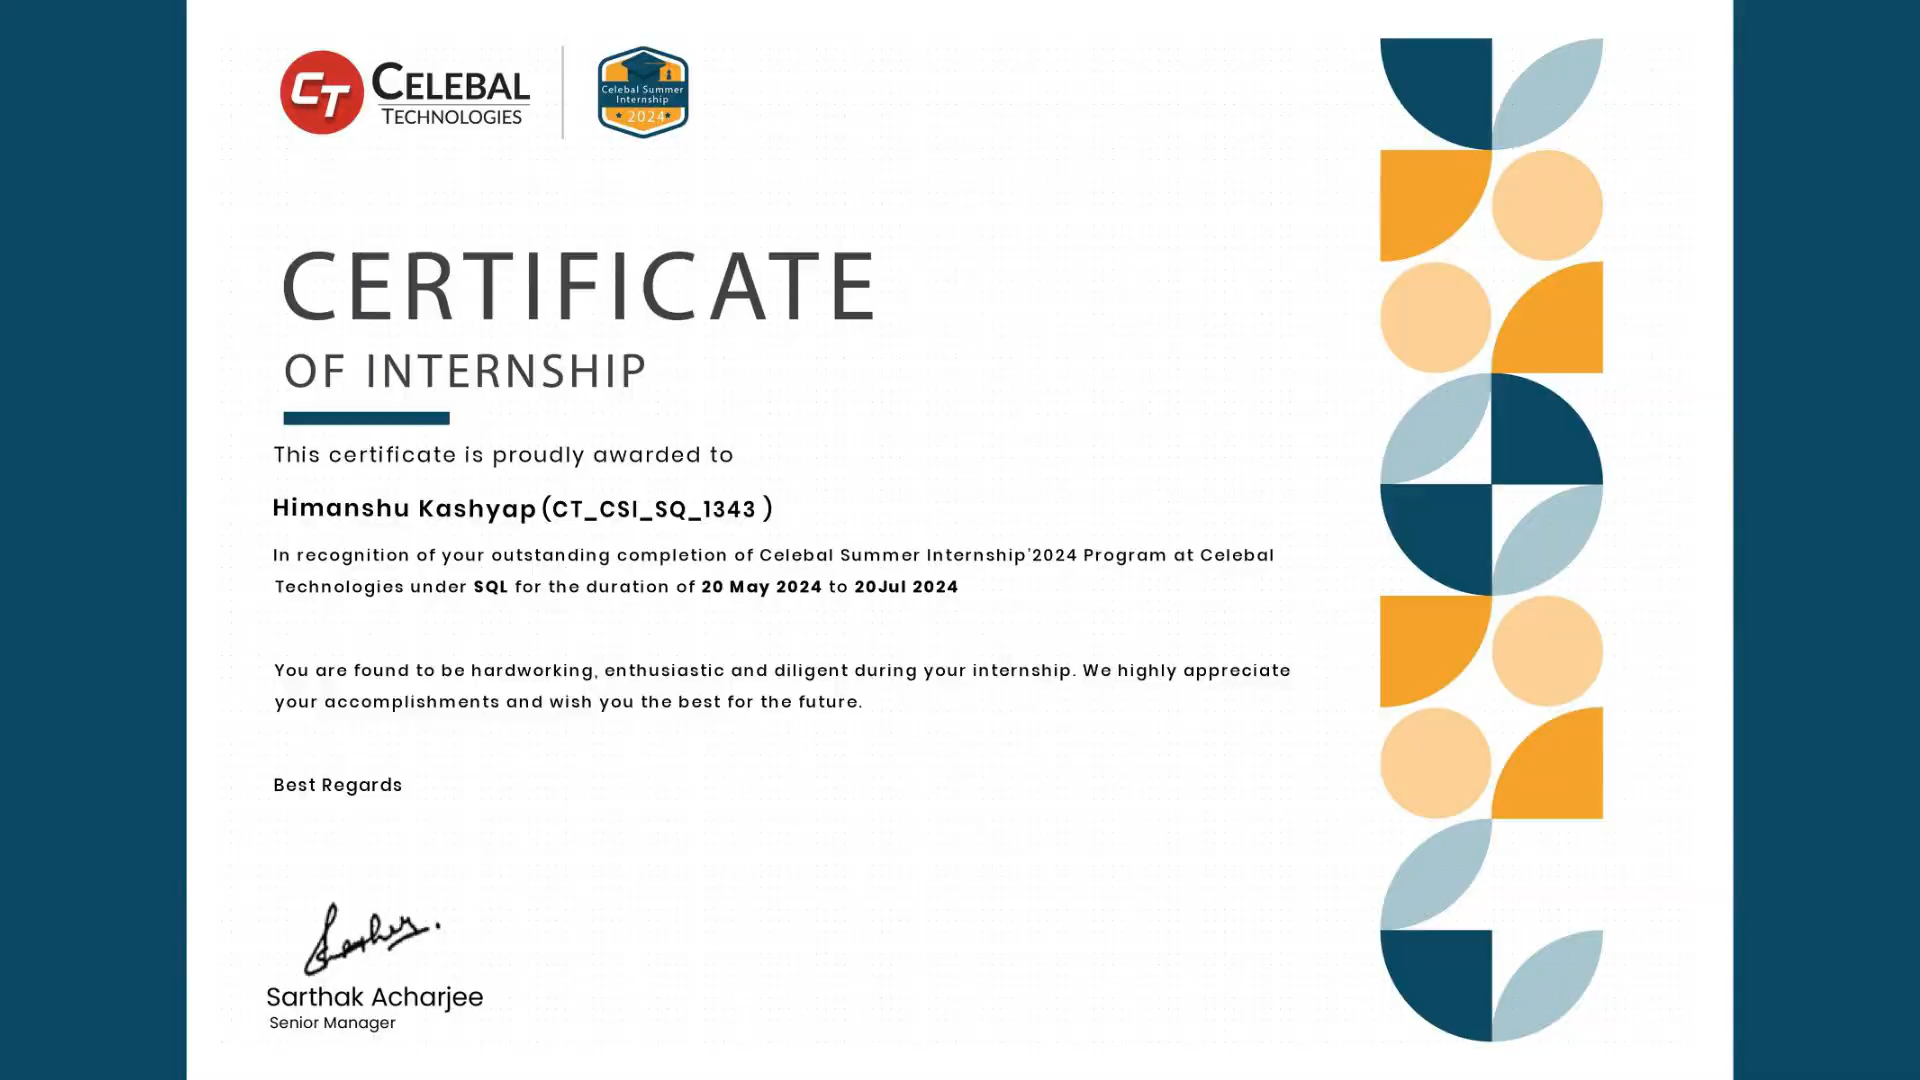 CT CELEBAL
TECHNOLOGIES
Celebal Summer
Internship
2024
CERTIFICATE
OF INTERNSHIP
This certificate is proudly awarded to
Himanshu Kashyap (CT_CSI_SQ_1343 )
In recognition of your outstanding completion of Celebal Summer Internship'2024 Program at Celebal
Technologies under SQL for the duration of 20 May 2024 to 20Jul 2024
You are found to be hardworking, enthusiastic and diligent during your internship. We highly appreciate
your accomplishments and wish you the best for the future.
Best Regards
Sarthak Acharjee
Senior Manager